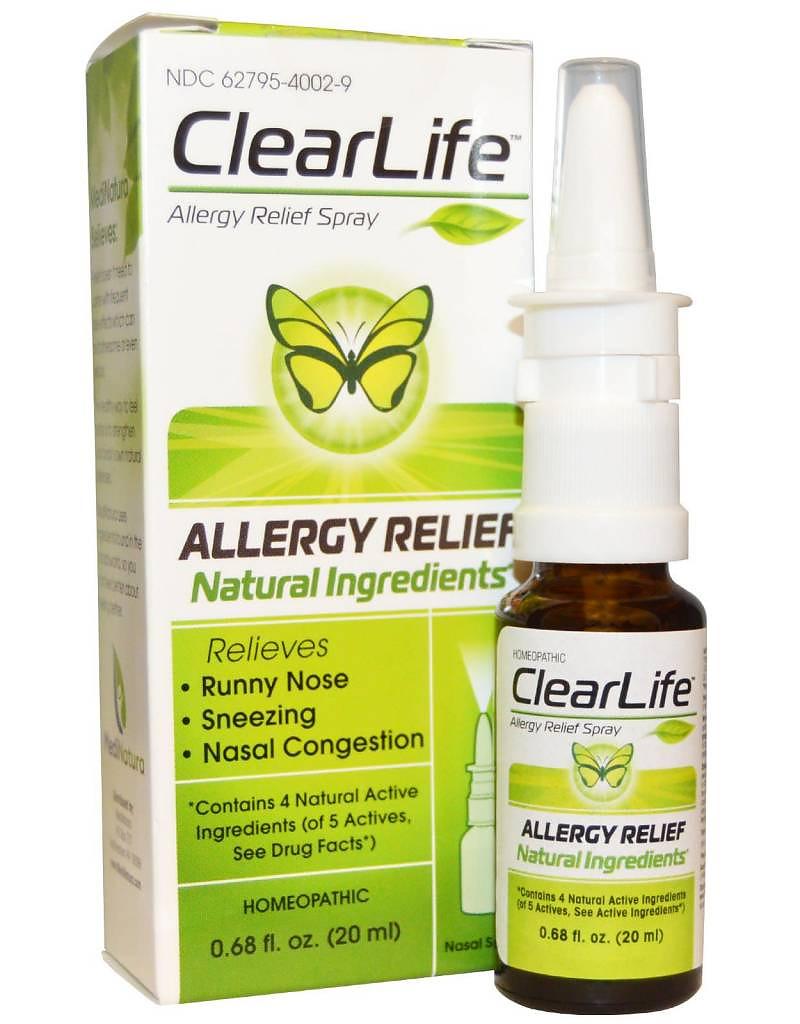 NDC 62795-4002-9
ClearLife™
Allergy Relief Spray
ALLERGY RELIEF
Natural Ingredients*
Relieves
• Runny Nose
• Sneezing
• Nasal Congestion
*Contains 4 Natural Active
Ingredients (of 5 Actives,
See Drug Facts*)
HOMEOPATHIC
0.68 fl. oz. (20 ml)
Nasal
MediNatura
Relieves:
MediNatura
HOMEOPATHIC
ClearLife™
Allergy Relief Spray
ALLERGY RELIEF
Natural Ingredients*
*Contains 4 Natural Active Ingredients
(of 5 Actives, See Active Ingredients*)
0.68 fl. oz. (20 ml)